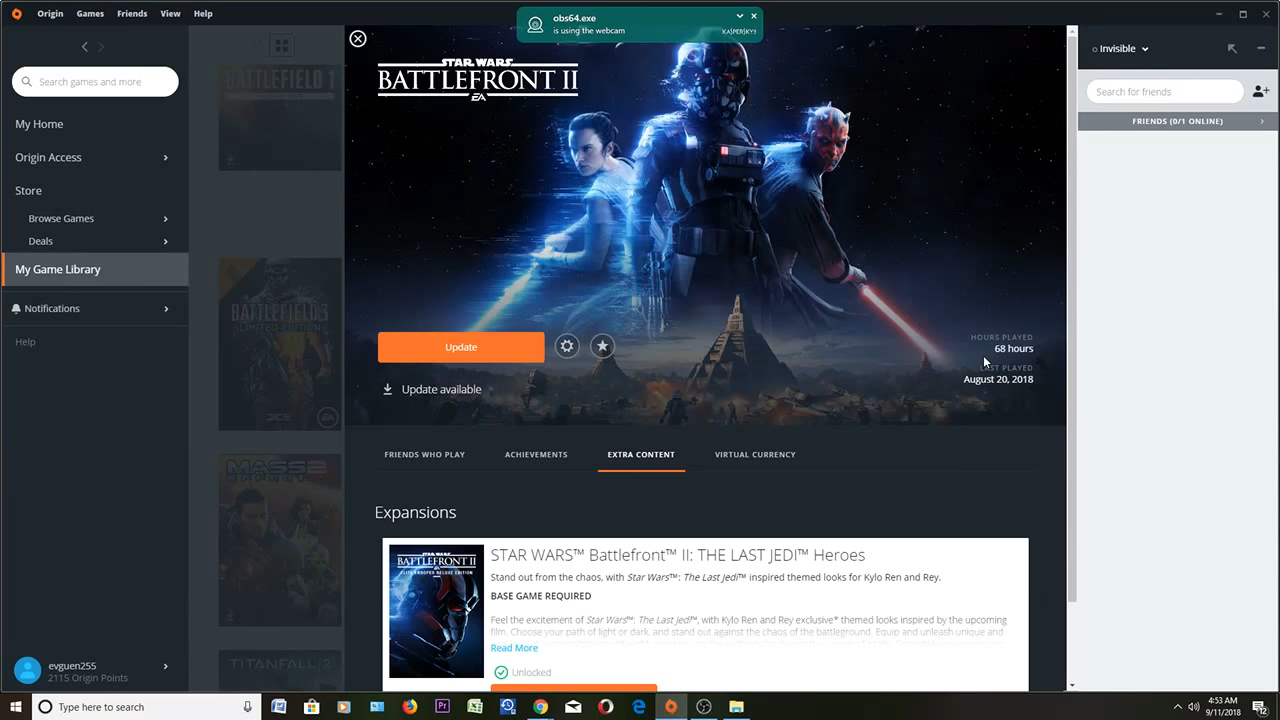 Origin Games Friends View Help
obs64.exe
is using the webcam
KASPERSKY
Search games and more
My Home
Origin Access
Store
Browse Games
Deals
My Game Library
Notifications
Help
evguen255
2115 Origin Points
BATTLEFIELD 1
BATTLEFIELD 3
LIMITED EDITION
DICE EA
MASS EFFECT 2
TITANFALL 2
STAR WARS
BATTLEFRONT II
EA
Update
Update available
HOURS PLAYED
68 hours
LAST PLAYED
August 20, 2018
FRIENDS WHO PLAY ACHIEVEMENTS EXTRA CONTENT VIRTUAL CURRENCY
Expansions
STAR WARS
BATTLEFRONT II
ELITE TROOPER DELUXE EDITION
STAR WARS™ Battlefront™ II: THE LAST JEDI™ Heroes
Stand out from the chaos, with Star Wars™: The Last Jedi™ inspired themed looks for Kylo Ren and Rey.
BASE GAME REQUIRED
Feel the excitement of Star Wars™: The Last Jedi™, with Kylo Ren and Rey exclusive* themed looks inspired by the upcoming
film. Choose your path of light or dark, and stand out against the chaos of the battleground. Equip and unleash unique and
Read More
Unlocked
Invisible
Search for friends
FRIENDS (0/1 ONLINE)
Type here to search
4:53 AM
9/11/2018
12